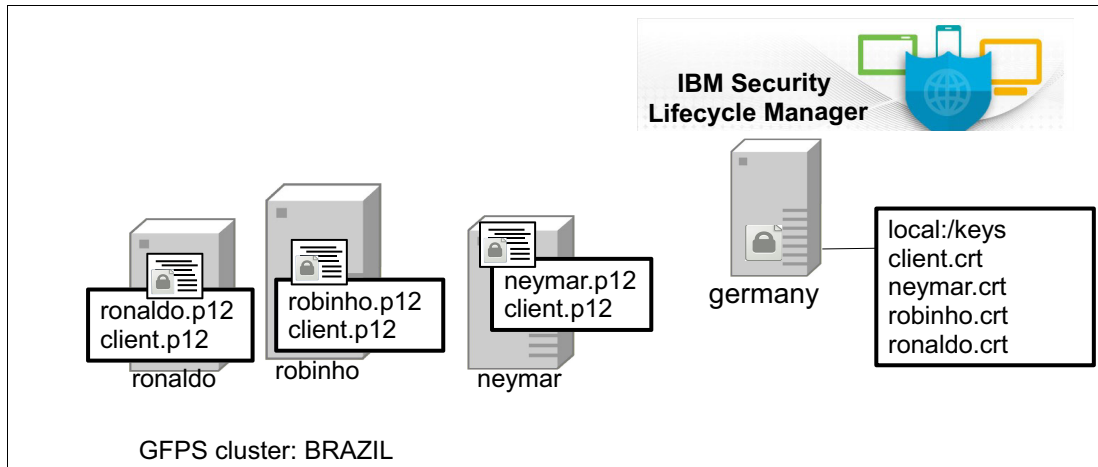 IBM Security
Lifecycle Manager
ronaldo.p12
client.p12
ronaldo
robinho.p12
client.p12
robinho
neymar.p12
client.p12
neymar
germany
local:/keys
client.crt
neymar.crt
robinho.crt
ronaldo.crt
GFPS cluster: BRAZIL